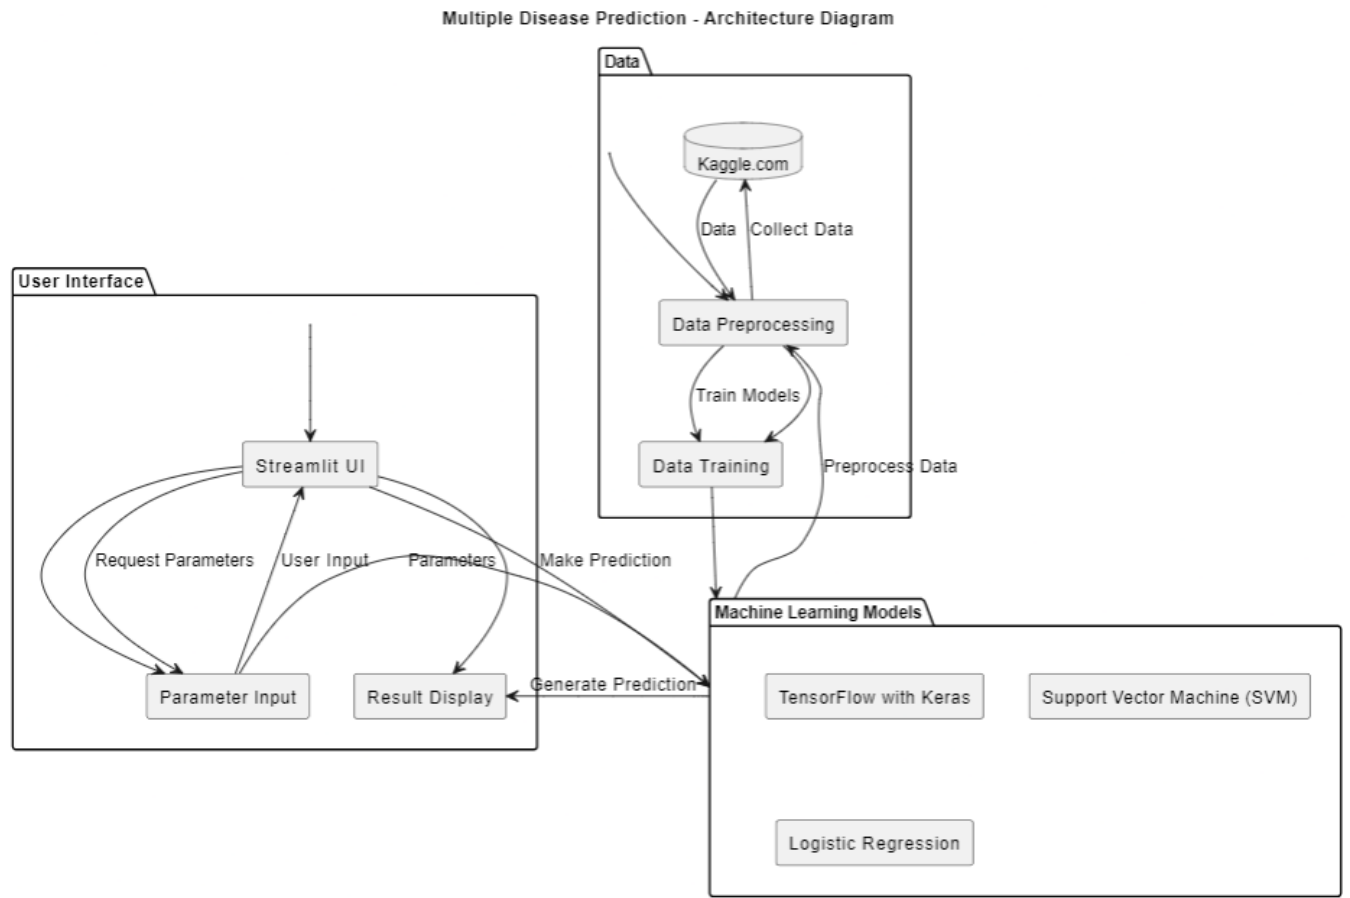 Multiple Disease Prediction - Architecture Diagram
Data
Kaggle.com
Data
Collect Data
User Interface
Data Preprocessing
Train Models
Streamlit UI
Data Training
Preprocess Data
Request Parameters
User Input
Parameters
Make Prediction
Machine Learning Models
Generate Prediction
Parameter Input
Result Display
TensorFlow with Keras
Support Vector Machine (SVM)
Logistic Regression